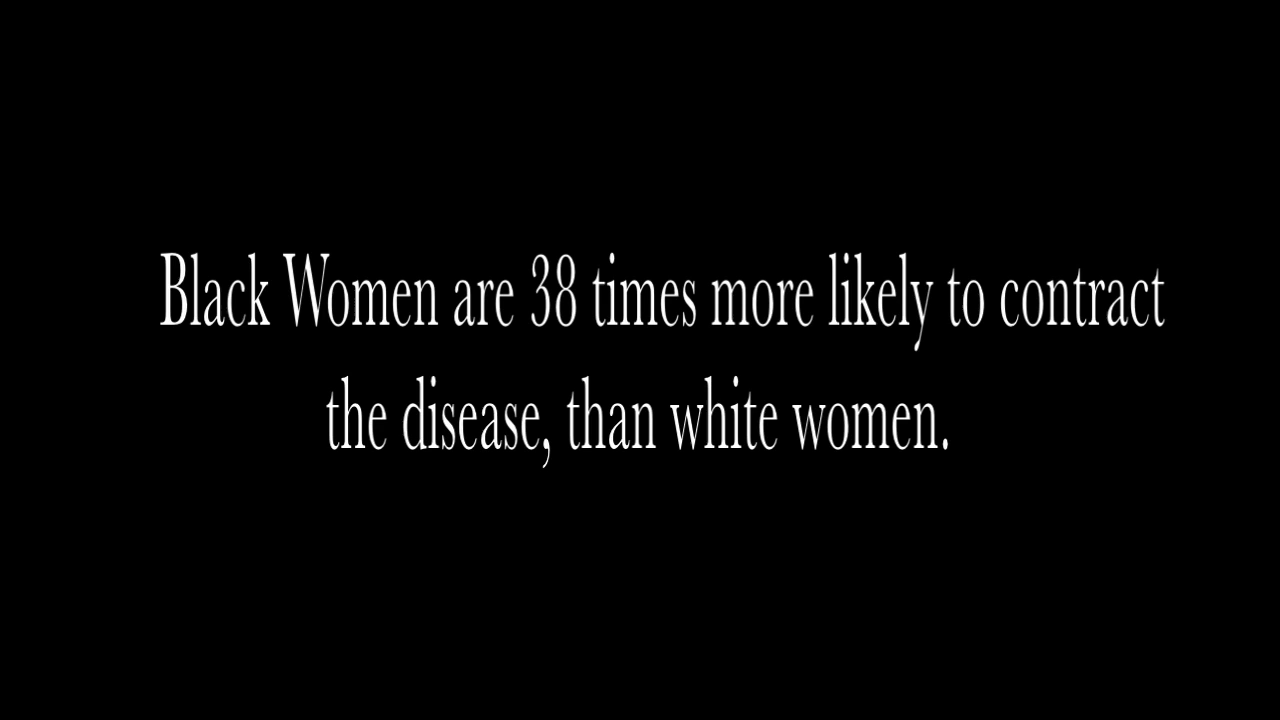 Black Women are 38 times more likely to contract
the disease, than white women.